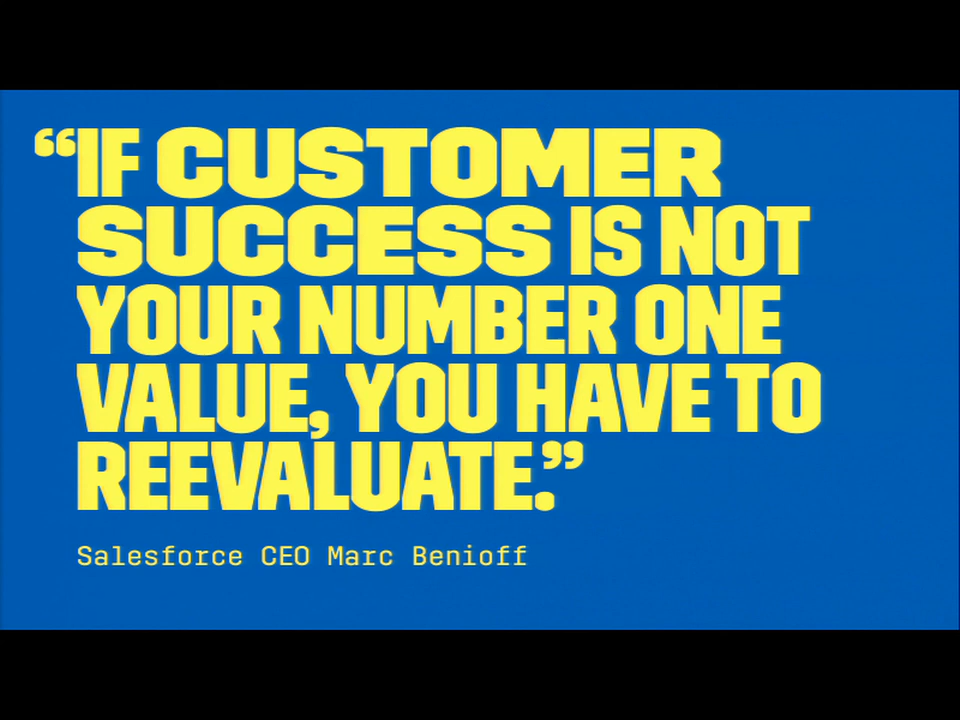 “IF CUSTOMER
SUCCESS IS NOT
YOUR NUMBER ONE
VALUE, YOU HAVE TO
REEVALUATE.”
Salesforce CEO Marc Benioff